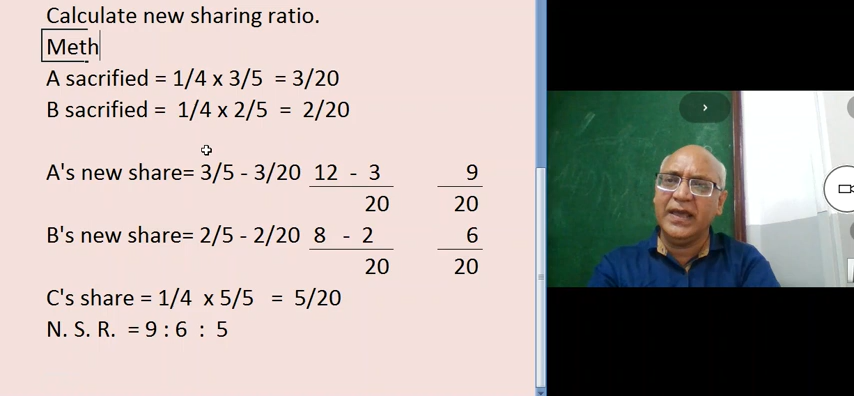 Calculate new sharing ratio.
Meth
A sacrified = 1/4 x 3/5 = 3/20
B sacrified = 1/4 x 2/5 = 2/20
A's new share= 3/5 - 3/20 12 - 3 9
20 20
B's new share= 2/5 - 2/20 8 - 2 6
20 20
C's share = 1/4 x 5/5 = 5/20
N. S. R. = 9 : 6 : 5